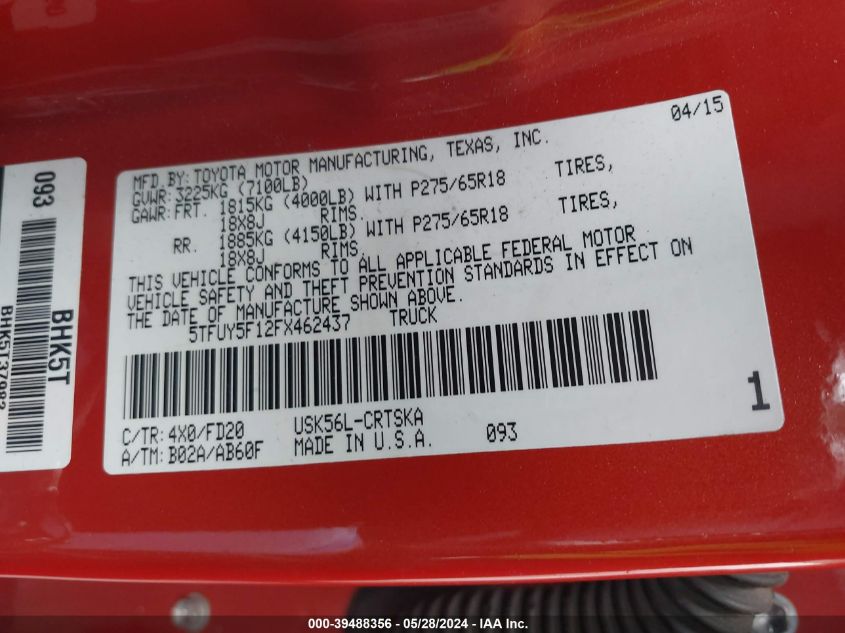 04/15
MFD.BY:TOYOTA MOTOR MANUFACTURING, TEXAS, INC.
GVWR:3225KG (7100LB)
GAWR:FRT. 1815KG (4000LB) WITH P275/65R18 TIRES,
18X8J RIMS.
RR. 1885KG (4150LB) WITH P275/65R18 TIRES,
18X8J RIMS.
THIS VEHICLE CONFORMS TO ALL APPLICABLE FEDERAL MOTOR
VEHICLE SAFETY AND THEFT PREVENTION STANDARDS IN EFFECT ON
THE DATE OF MANUFACTURE SHOWN ABOVE.
5TFUY5F12FX462437 TRUCK
C/TR:4X0/FD20 USK56L-CRTSKA
A/TM:B02A/AB60F MADE IN U.S.A. 093
1
093
BHK5T
000-39488356 - 05/28/2024 - IAA Inc.